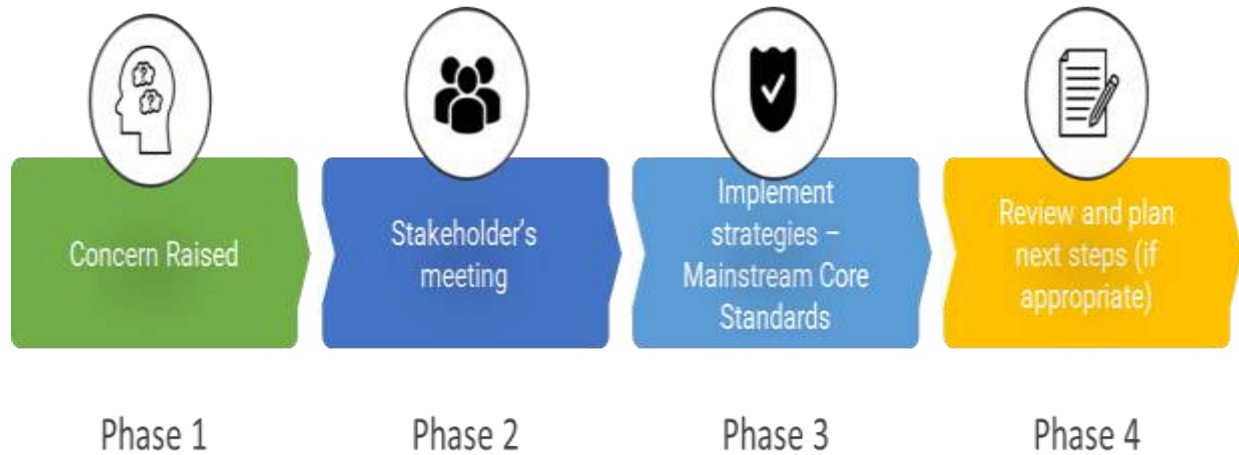 Concern Raised
Stakeholder’s
meeting
Implement
strategies –
Mainstream Core
Standards
Review and plan
next steps (if
appropriate)
Phase 1
Phase 2
Phase 3
Phase 4